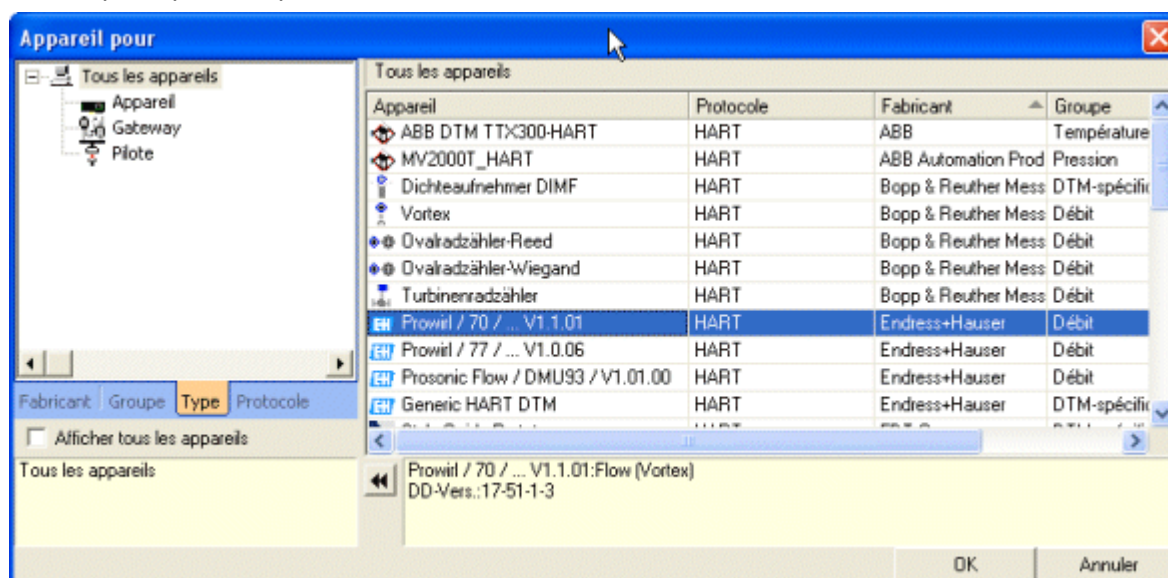 Appareil pour
Tous les appareils
Appareil
Gateway
Pilote
Fabricant Groupe Type Protocole
Afficher tous les appareils
Tous les appareils
Tous les appareils
Appareil Protocole Fabricant Groupe
ABB DTM TTX300-HART HART ABB Température
MV2000T_HART HART ABB Automation Prod Pression
Dichteaufnehmer DIMF HART Bopp & Reuther Mess DTM-spécific
Vortex HART Bopp & Reuther Mess Débit
Ovalradzähler-Reed HART Bopp & Reuther Mess Débit
Ovalradzähler-Wiegand HART Bopp & Reuther Mess Débit
Turbinenradzähler HART Bopp & Reuther Mess Débit
EH Prowirl / 70 / ... V1.1.01 HART Endress+Hauser Débit
EH Prowirl / 77 / ... V1.0.06 HART Endress+Hauser Débit
EH Prosonic Flow / DMU93 / V1.01.00 HART Endress+Hauser Débit
EH Generic HART DTM HART Endress+Hauser DTM-spécific
Prowirl / 70 / ... V1.1.01:Flow (Vortex)
DD-Vers.:17-51-1-3
OK Annuler